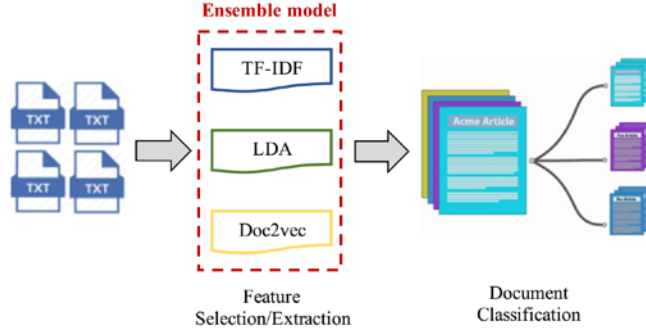 Ensemble model
TXT
TXT
TXT
TXT
TF-IDF
LDA
Doc2vec
Acme Article
Feature
Selection/Extraction
Document
Classification